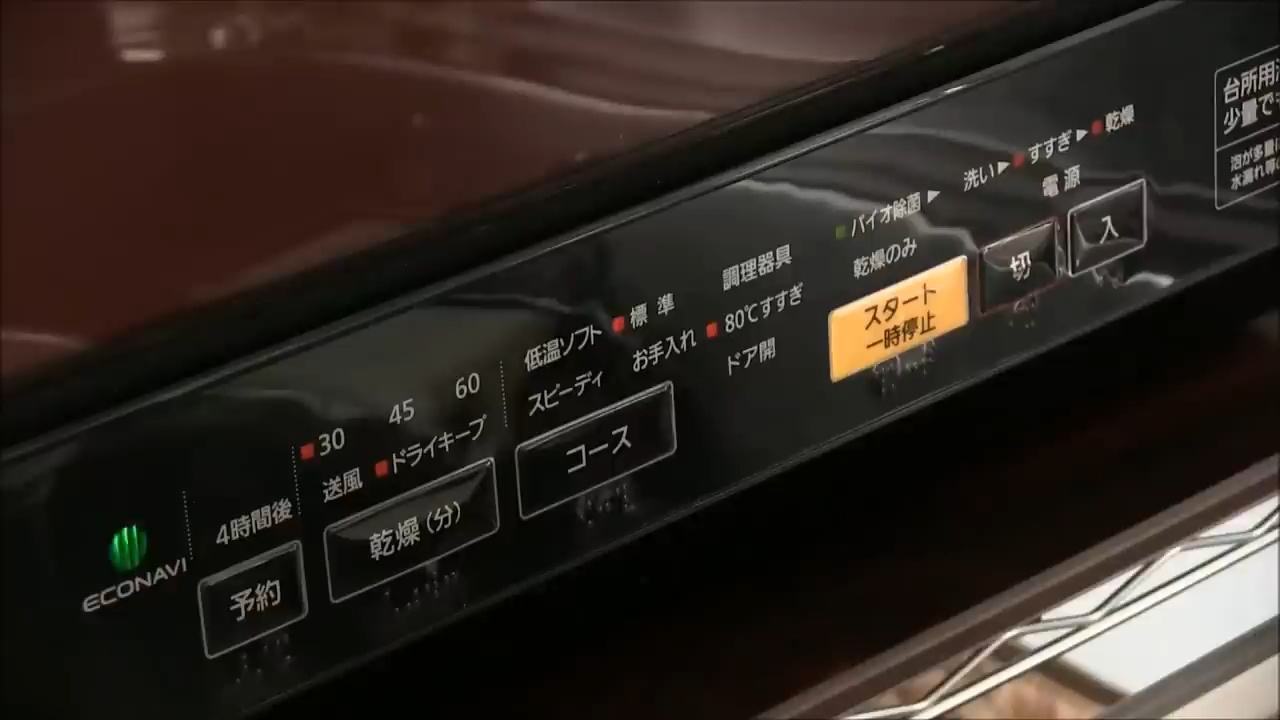 ECONAVI
4時間後
予約
30 45 60
送風 ドライキープ
乾燥(分)
低温ソフト 標準 調理器具
スピーディ お手入れ 80℃すすぎ
ドア開
コース
バイオ除菌▶ 洗い▶ すすぎ▶ 乾燥
乾燥のみ
スタート
一時停止
電源
切 入
台所用
少量で
泡が多量に
水漏れ等